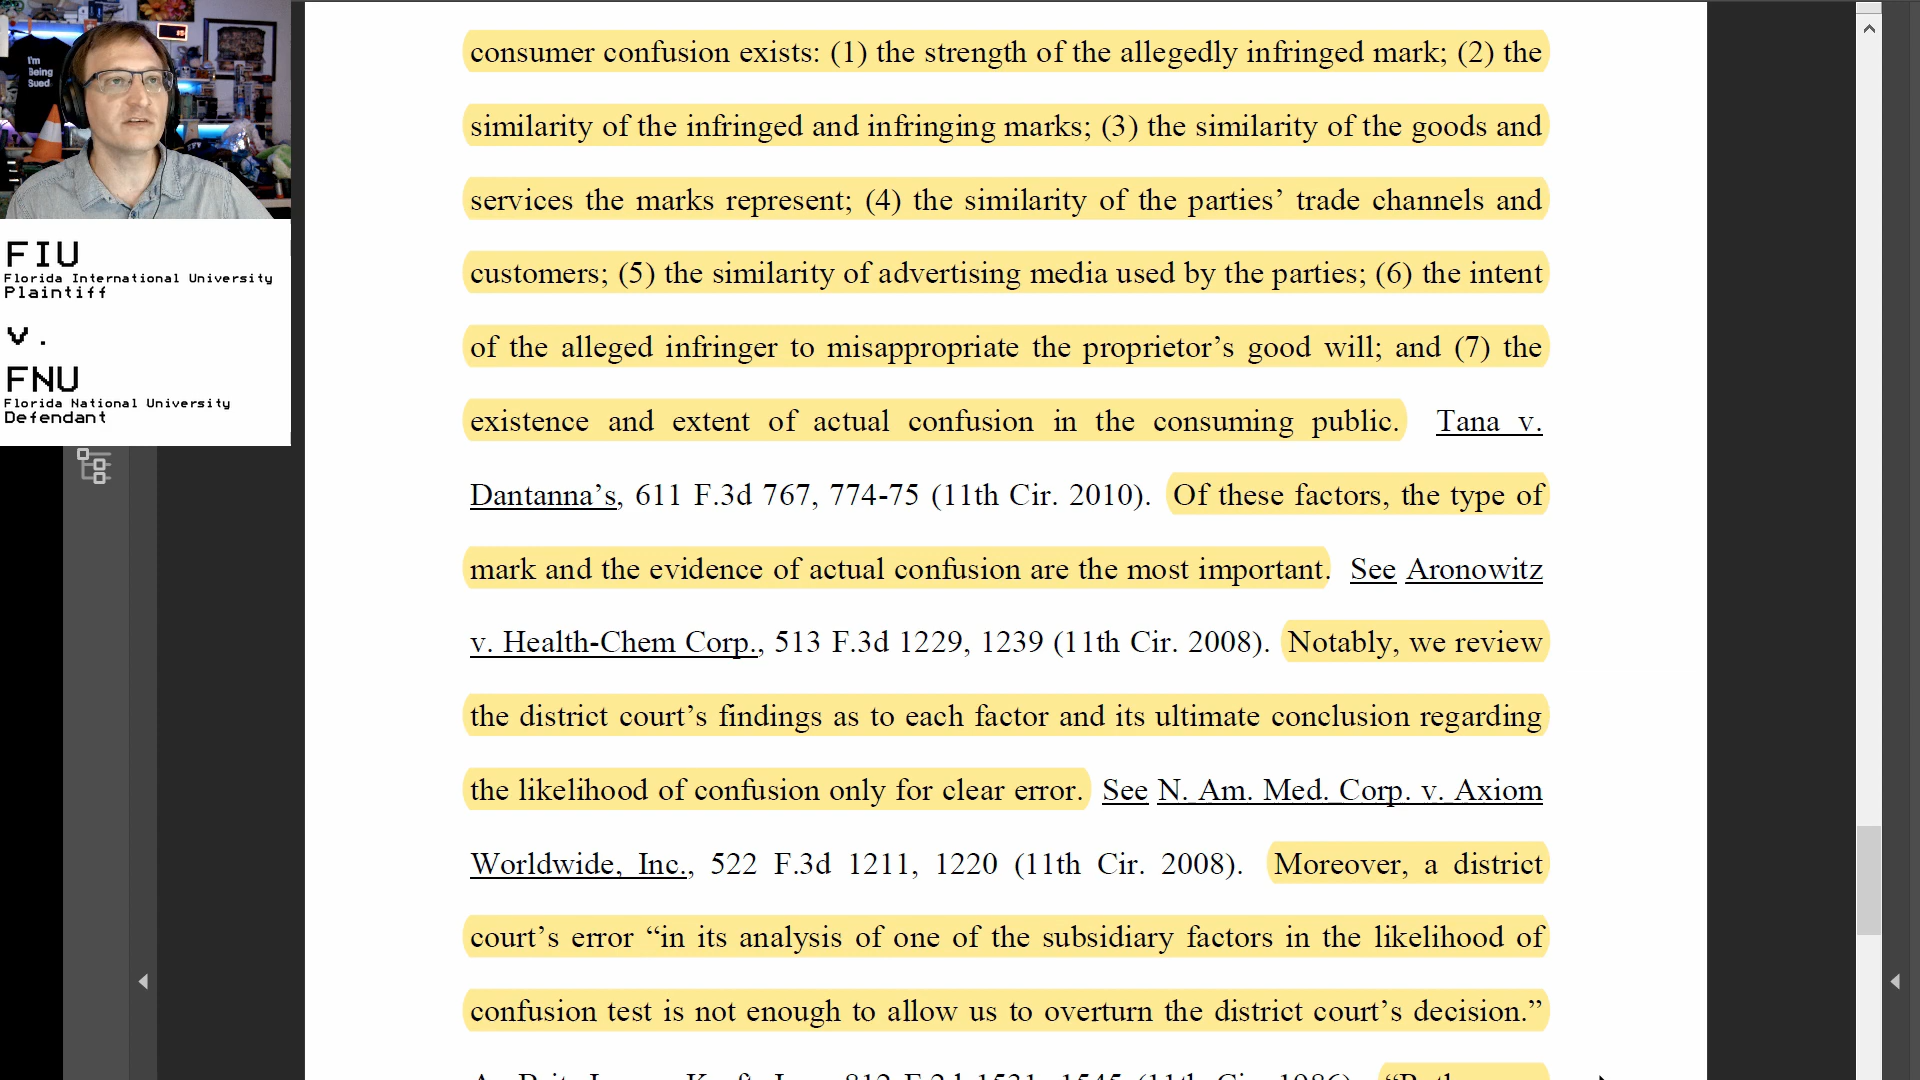 I'm
Being
Sued
FIU
Florida International University
Plaintiff
v.
FNU
Florida National University
Defendant
consumer confusion exists: (1) the strength of the allegedly infringed mark; (2) the
similarity of the infringed and infringing marks; (3) the similarity of the goods and
services the marks represent; (4) the similarity of the parties’ trade channels and
customers; (5) the similarity of advertising media used by the parties; (6) the intent
of the alleged infringer to misappropriate the proprietor’s good will; and (7) the
existence and extent of actual confusion in the consuming public. Tana v.
Dantanna’s, 611 F.3d 767, 774-75 (11th Cir. 2010). Of these factors, the type of
mark and the evidence of actual confusion are the most important. See Aronowitz
v. Health-Chem Corp., 513 F.3d 1229, 1239 (11th Cir. 2008). Notably, we review
the district court’s findings as to each factor and its ultimate conclusion regarding
the likelihood of confusion only for clear error. See N. Am. Med. Corp. v. Axiom
Worldwide, Inc., 522 F.3d 1211, 1220 (11th Cir. 2008). Moreover, a district
court’s error “in its analysis of one of the subsidiary factors in the likelihood of
confusion test is not enough to allow us to overturn the district court’s decision.”